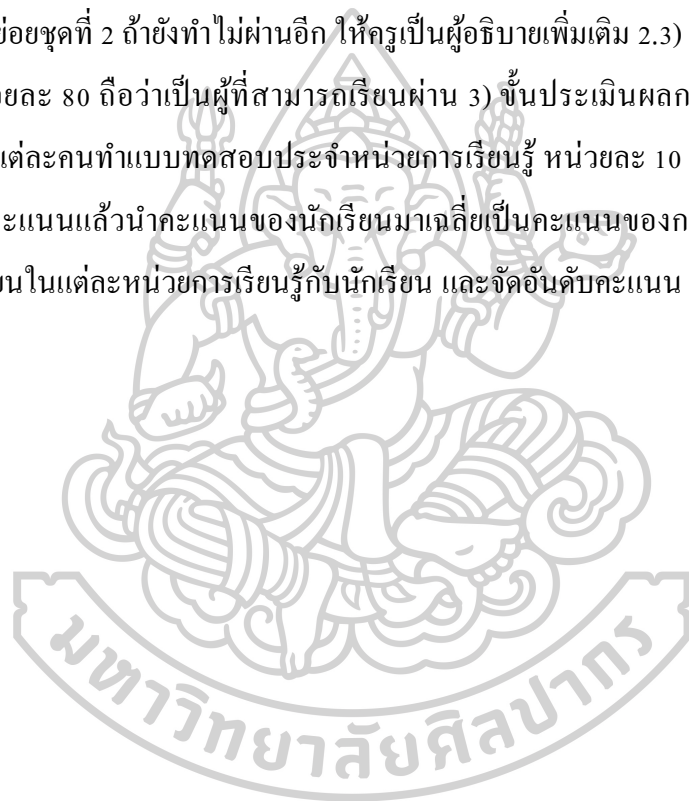 ย่อยชุดที่ 2 ถ้ายังทำไม่ผ่านอีก ให้ครูเป็นผู้อธิบายเพิ่มเติม 2.3)
ยละ 80 ถือว่าเป็นผู้ที่สามารถเรียนผ่าน 3) ขั้นประเมินผลก
แต่ละคนทำแบบทดสอบประจำหน่วยการเรียนรู้ หน่วยละ 10
ะแนนแล้วนำคะแนนของนักเรียนมาเฉลี่ยเป็นคะแนนของก
ยนในแต่ละหน่วยการเรียนรู้กับนักเรียน และจัดอันดับคะแนน
มหาวิทยาลัยศิลปากร